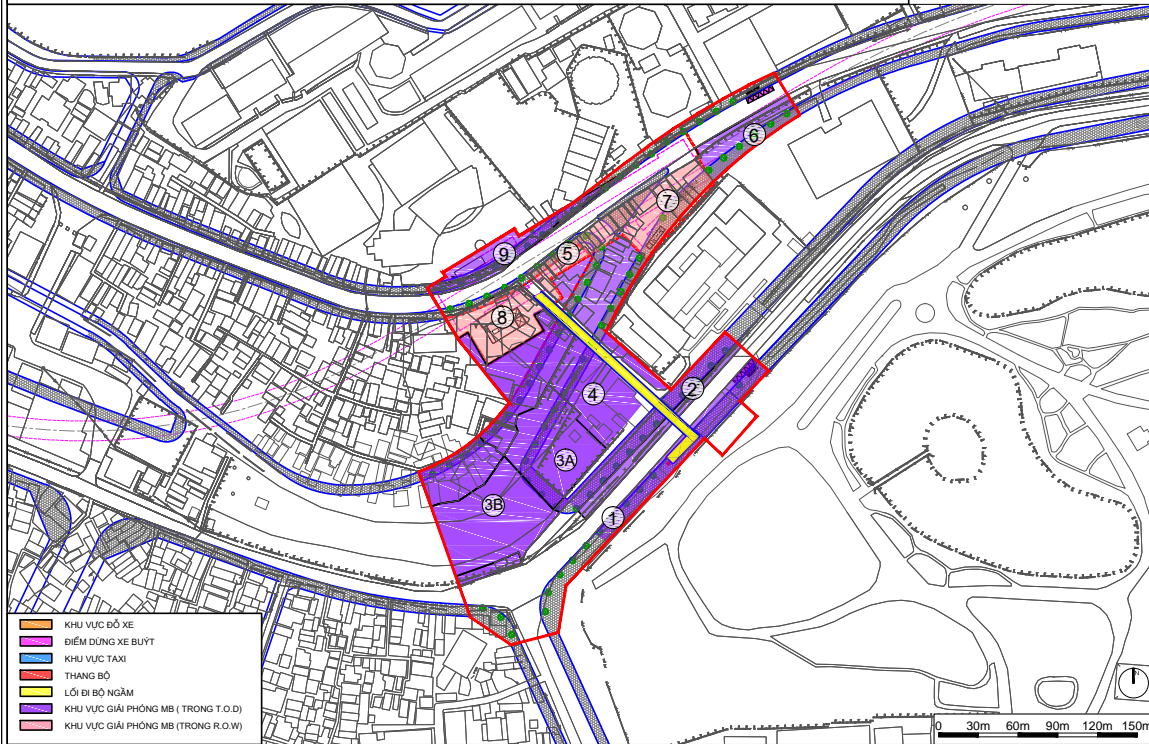 6
7
9
5
8
4
2
3A
3B
1
KHU VỰC ĐỖ XE
ĐIỂM DỪNG XE BUÝT
KHU VỰC TAXI
THANG BỘ
LỐI ĐI BỘ NGẦM
KHU VỰC GIẢI PHÓNG MB ( TRONG T.O.D)
KHU VỰC GIẢI PHÓNG MB (TRONG R.O.W)
0 30m 60m 90m 120m 150m